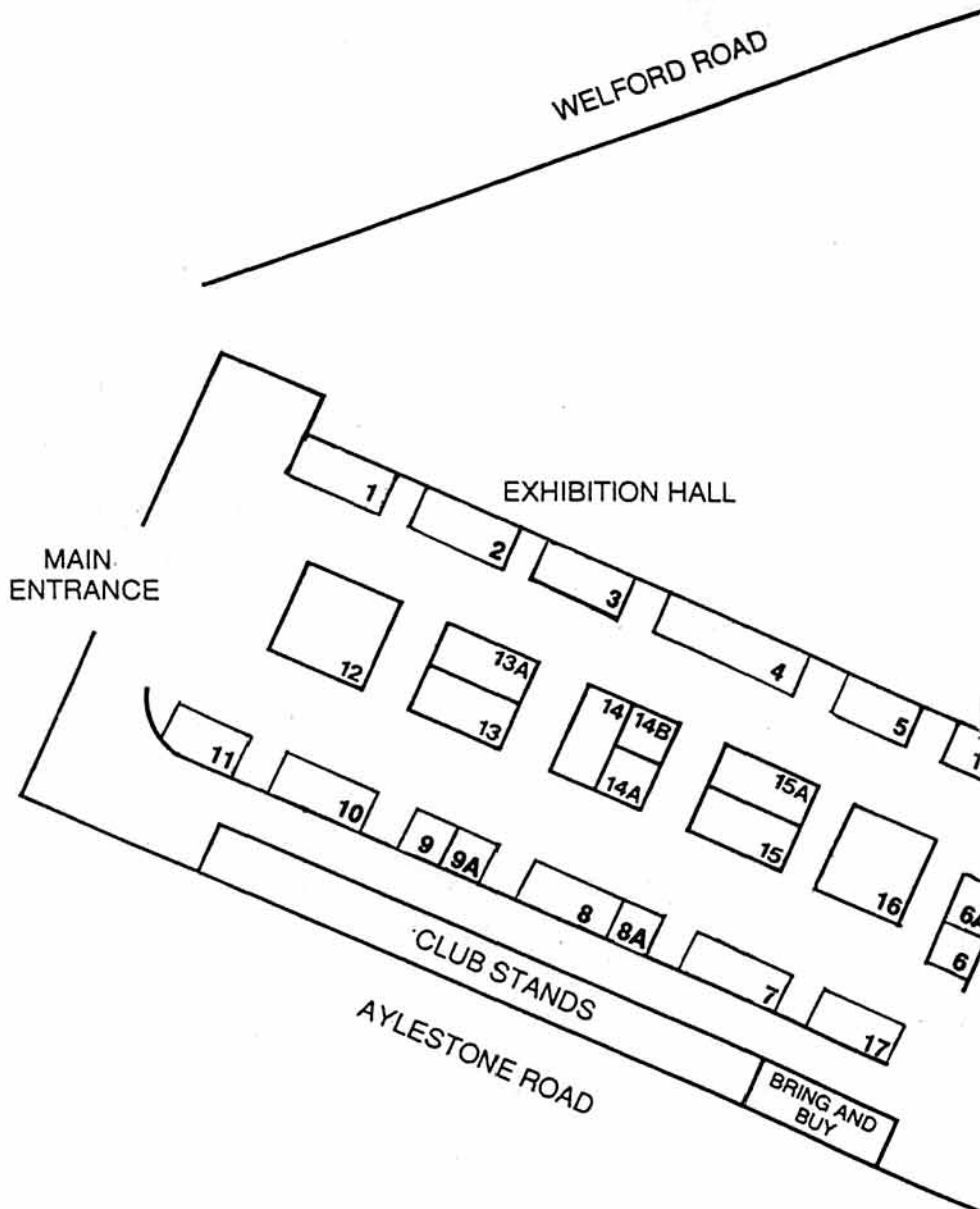 WELFORD ROAD
EXHIBITION HALL
MAIN
ENTRANCE
1
2
3
4
5
12
13A
13
14
14B
14A
15A
15
16
6A
6
11
10
9
9A
8
8A
7
17
CLUB STANDS
AYLESTONE ROAD
BRING AND
BUY